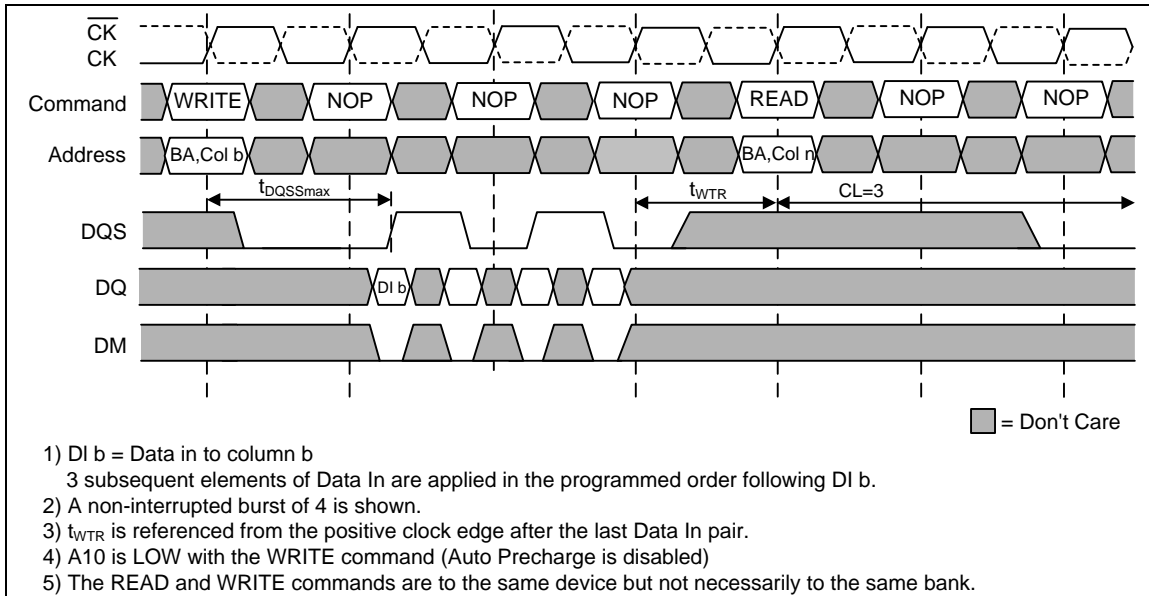 CK
CK
Command WRITE NOP NOP NOP READ NOP NOP
Address BA,Col b BA,Col n
tDQSSmax tWTR CL=3
DQS
DQ DI b
DM
= Don't Care
1) DI b = Data in to column b
3 subsequent elements of Data In are applied in the programmed order following DI b.
2) A non-interrupted burst of 4 is shown.
3) tWTR is referenced from the positive clock edge after the last Data In pair.
4) A10 is LOW with the WRITE command (Auto Precharge is disabled)
5) The READ and WRITE commands are to the same device but not necessarily to the same bank.